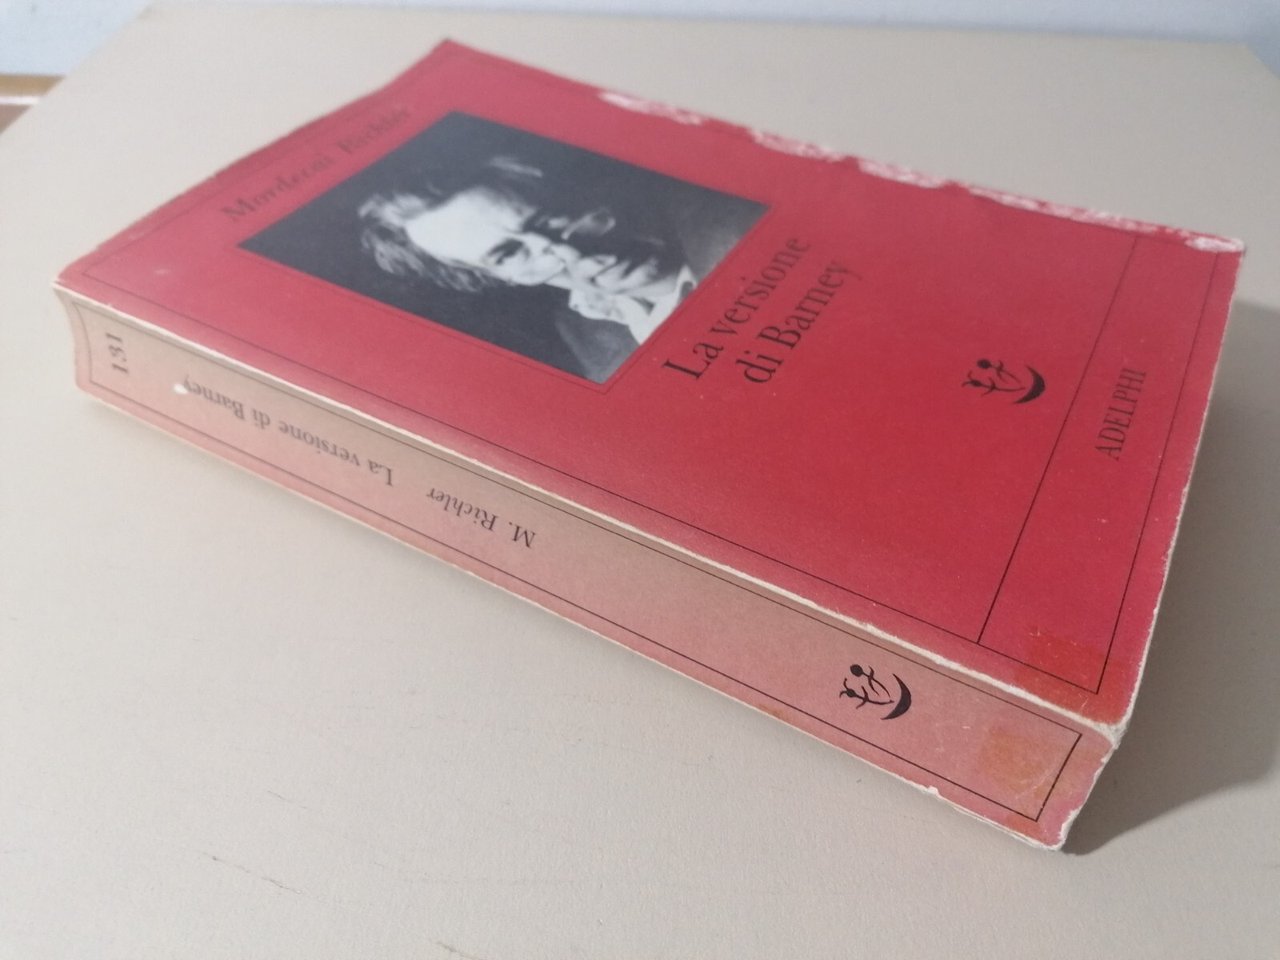 Mordecai Richler
La versione
di Barney
ADELPHI
131
M. Richler La versione di Barney